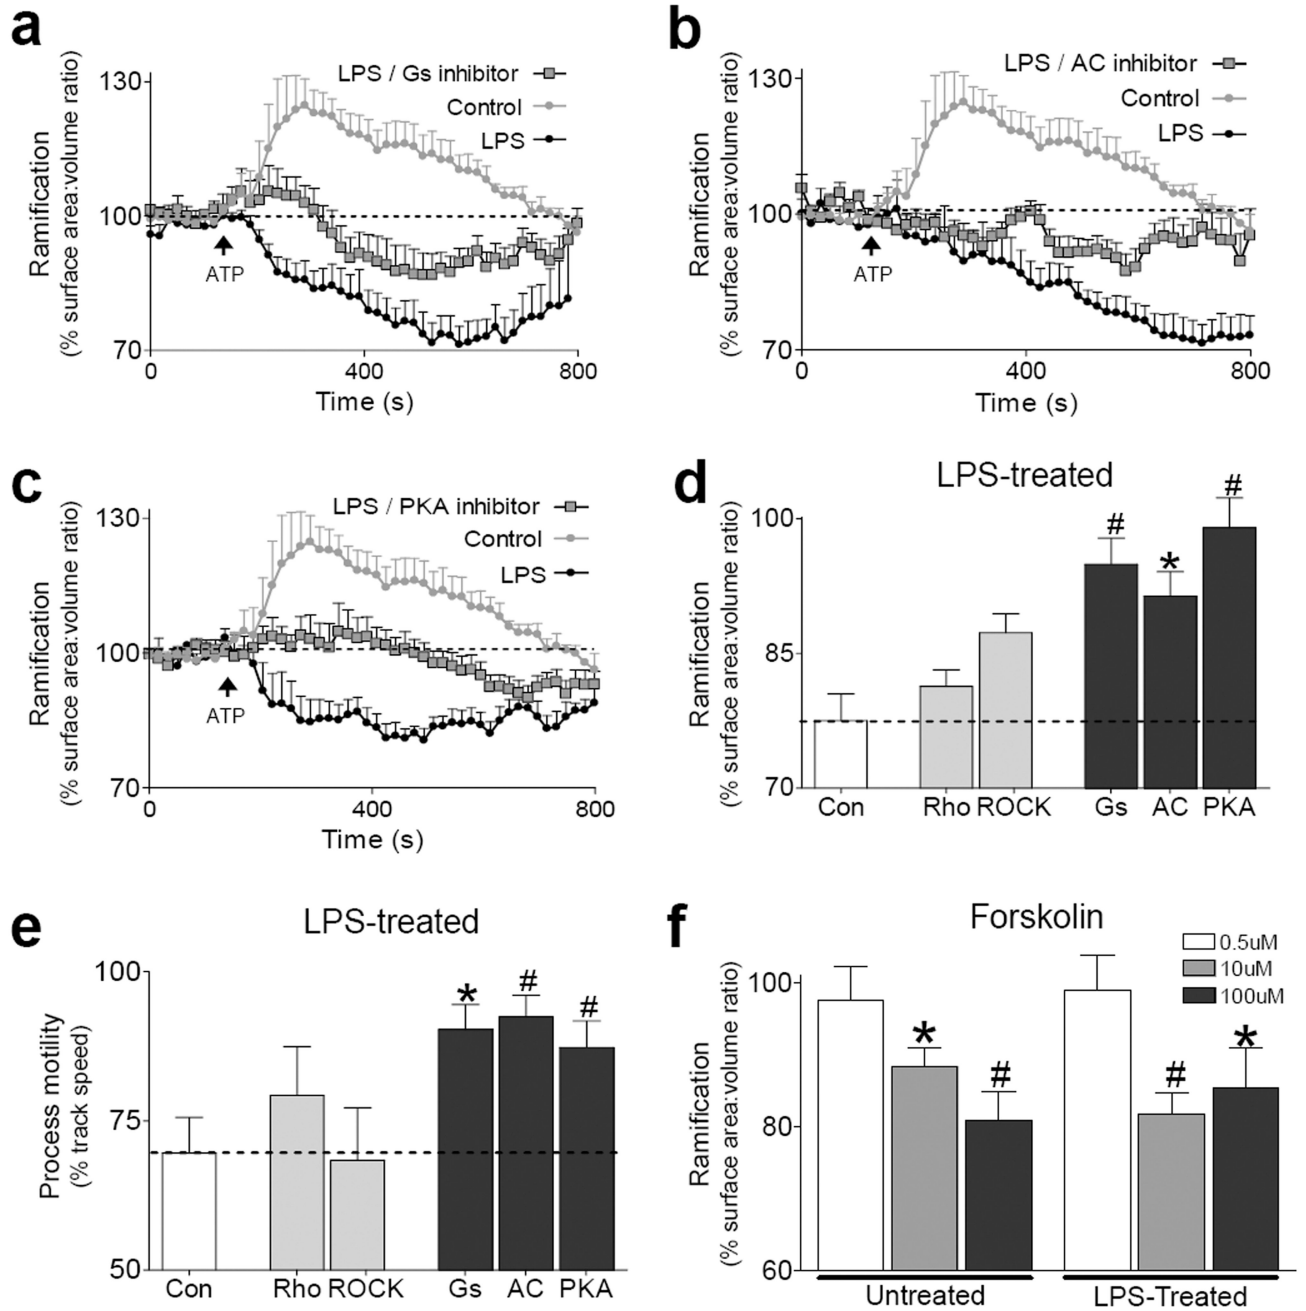 a
Ramification
(% surface area:volume ratio)
130
100
70
LPS / Gs inhibitor
Control
LPS
ATP
0
400
800
Time (s)
b
Ramification
(% surface area:volume ratio)
130
100
70
LPS / AC inhibitor
Control
LPS
ATP
0
400
800
Time (s)
c
Ramification
(% surface area:volume ratio)
130
100
70
LPS / PKA inhibitor
Control
LPS
ATP
0
400
800
Time (s)
d
LPS-treated
Ramification
(% surface area:volume ratio)
100
85
70
#
*
#
Con
Rho
ROCK
Gs
AC
PKA
e
LPS-treated
Process motility
(% track speed)
100
75
50
*
#
#
Con
Rho
ROCK
Gs
AC
PKA
f
Forskolin
Ramification
(% surface area:volume ratio)
100
80
60
0.5uM
10uM
100uM
*
#
#
*
Untreated
LPS-Treated